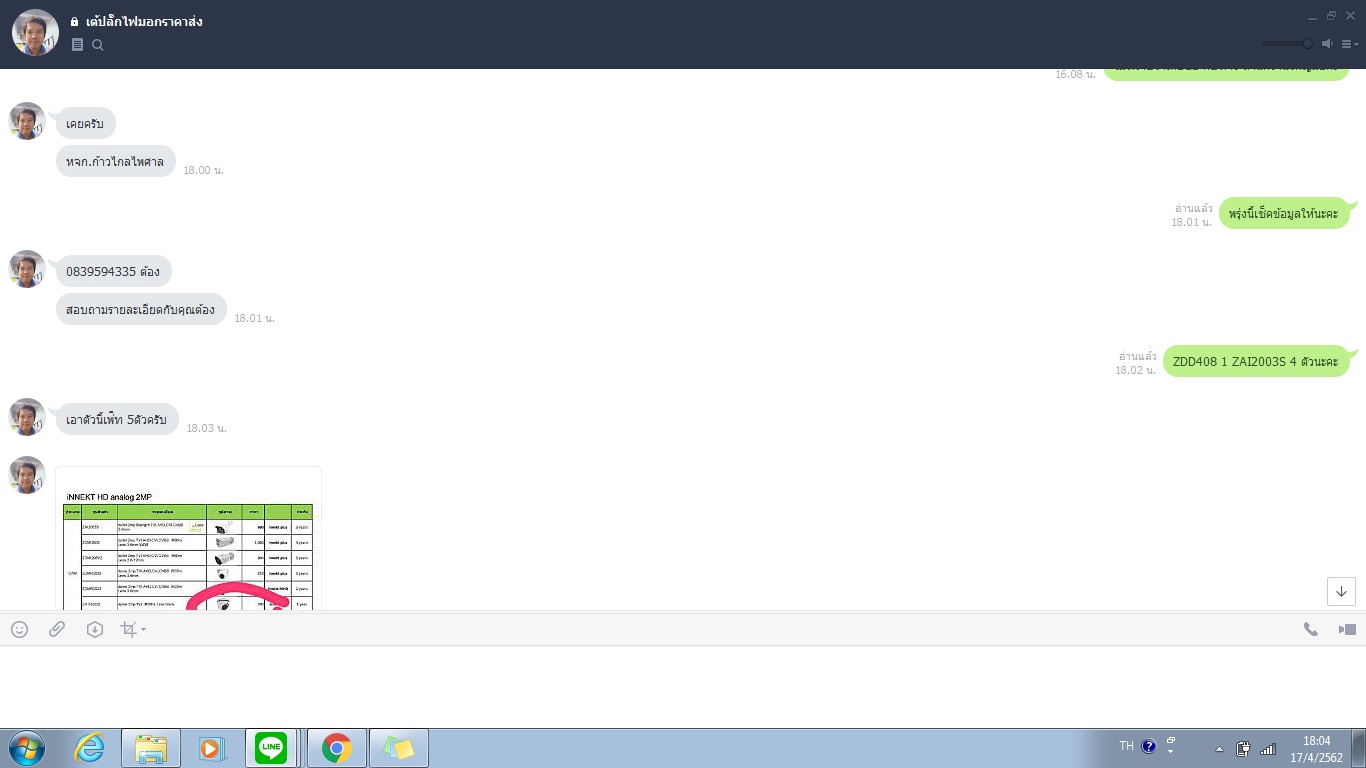 เต้ปลั๊กไฟมอกราคาส่ง
16.08 น.
เคยครับ
หจก.ก้าวไกลไพศาล
18.00 น.
อ่านแล้ว
18.01 น.
พรุ่งนี้เช็คข้อมูลให้นะคะ
0839594335 ต้อง
สอบถามรายละเอียดกับคุณต้อง
18.01 น.
อ่านแล้ว
18.02 น.
ZDD408 1 ZAI2003S 4 ตัวนะคะ
เอาตัวนี้เพิ่ท 5ตัวครับ
18.03 น.
iNNEKT HD analog 2MP
LINE
TH
18:04
17/4/2562